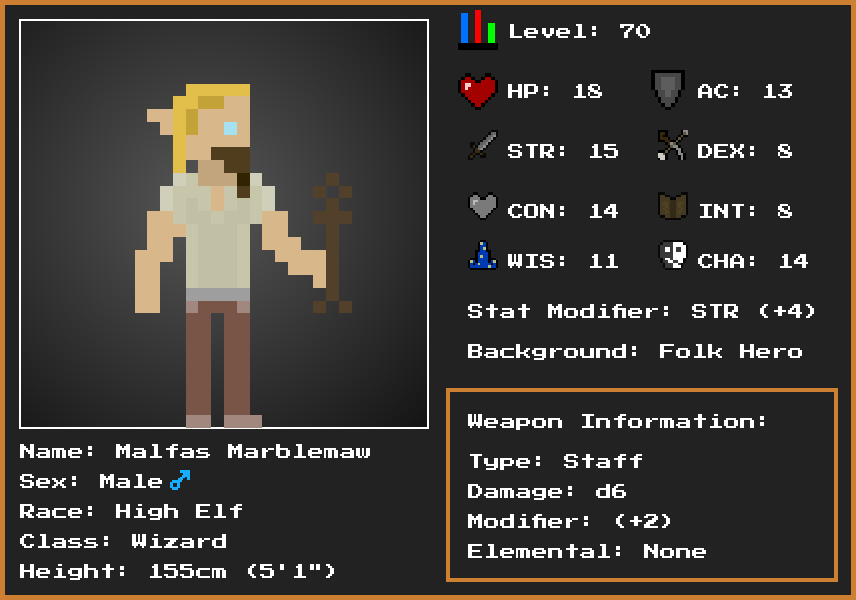 Level: 70
HP: 18 AC: 13
STR: 15 DEX: 8
CON: 14 INT: 8
WIS: 11 CHA: 14
Stat Modifier: STR (+4)
Background: Folk Hero
Weapon Information:
Type: Staff
Damage: d6
Modifier: (+2)
Elemental: None
Name: Malfas Marblemaw
Sex: Male♂
Race: High Elf
Class: Wizard
Height: 155cm (5'1")